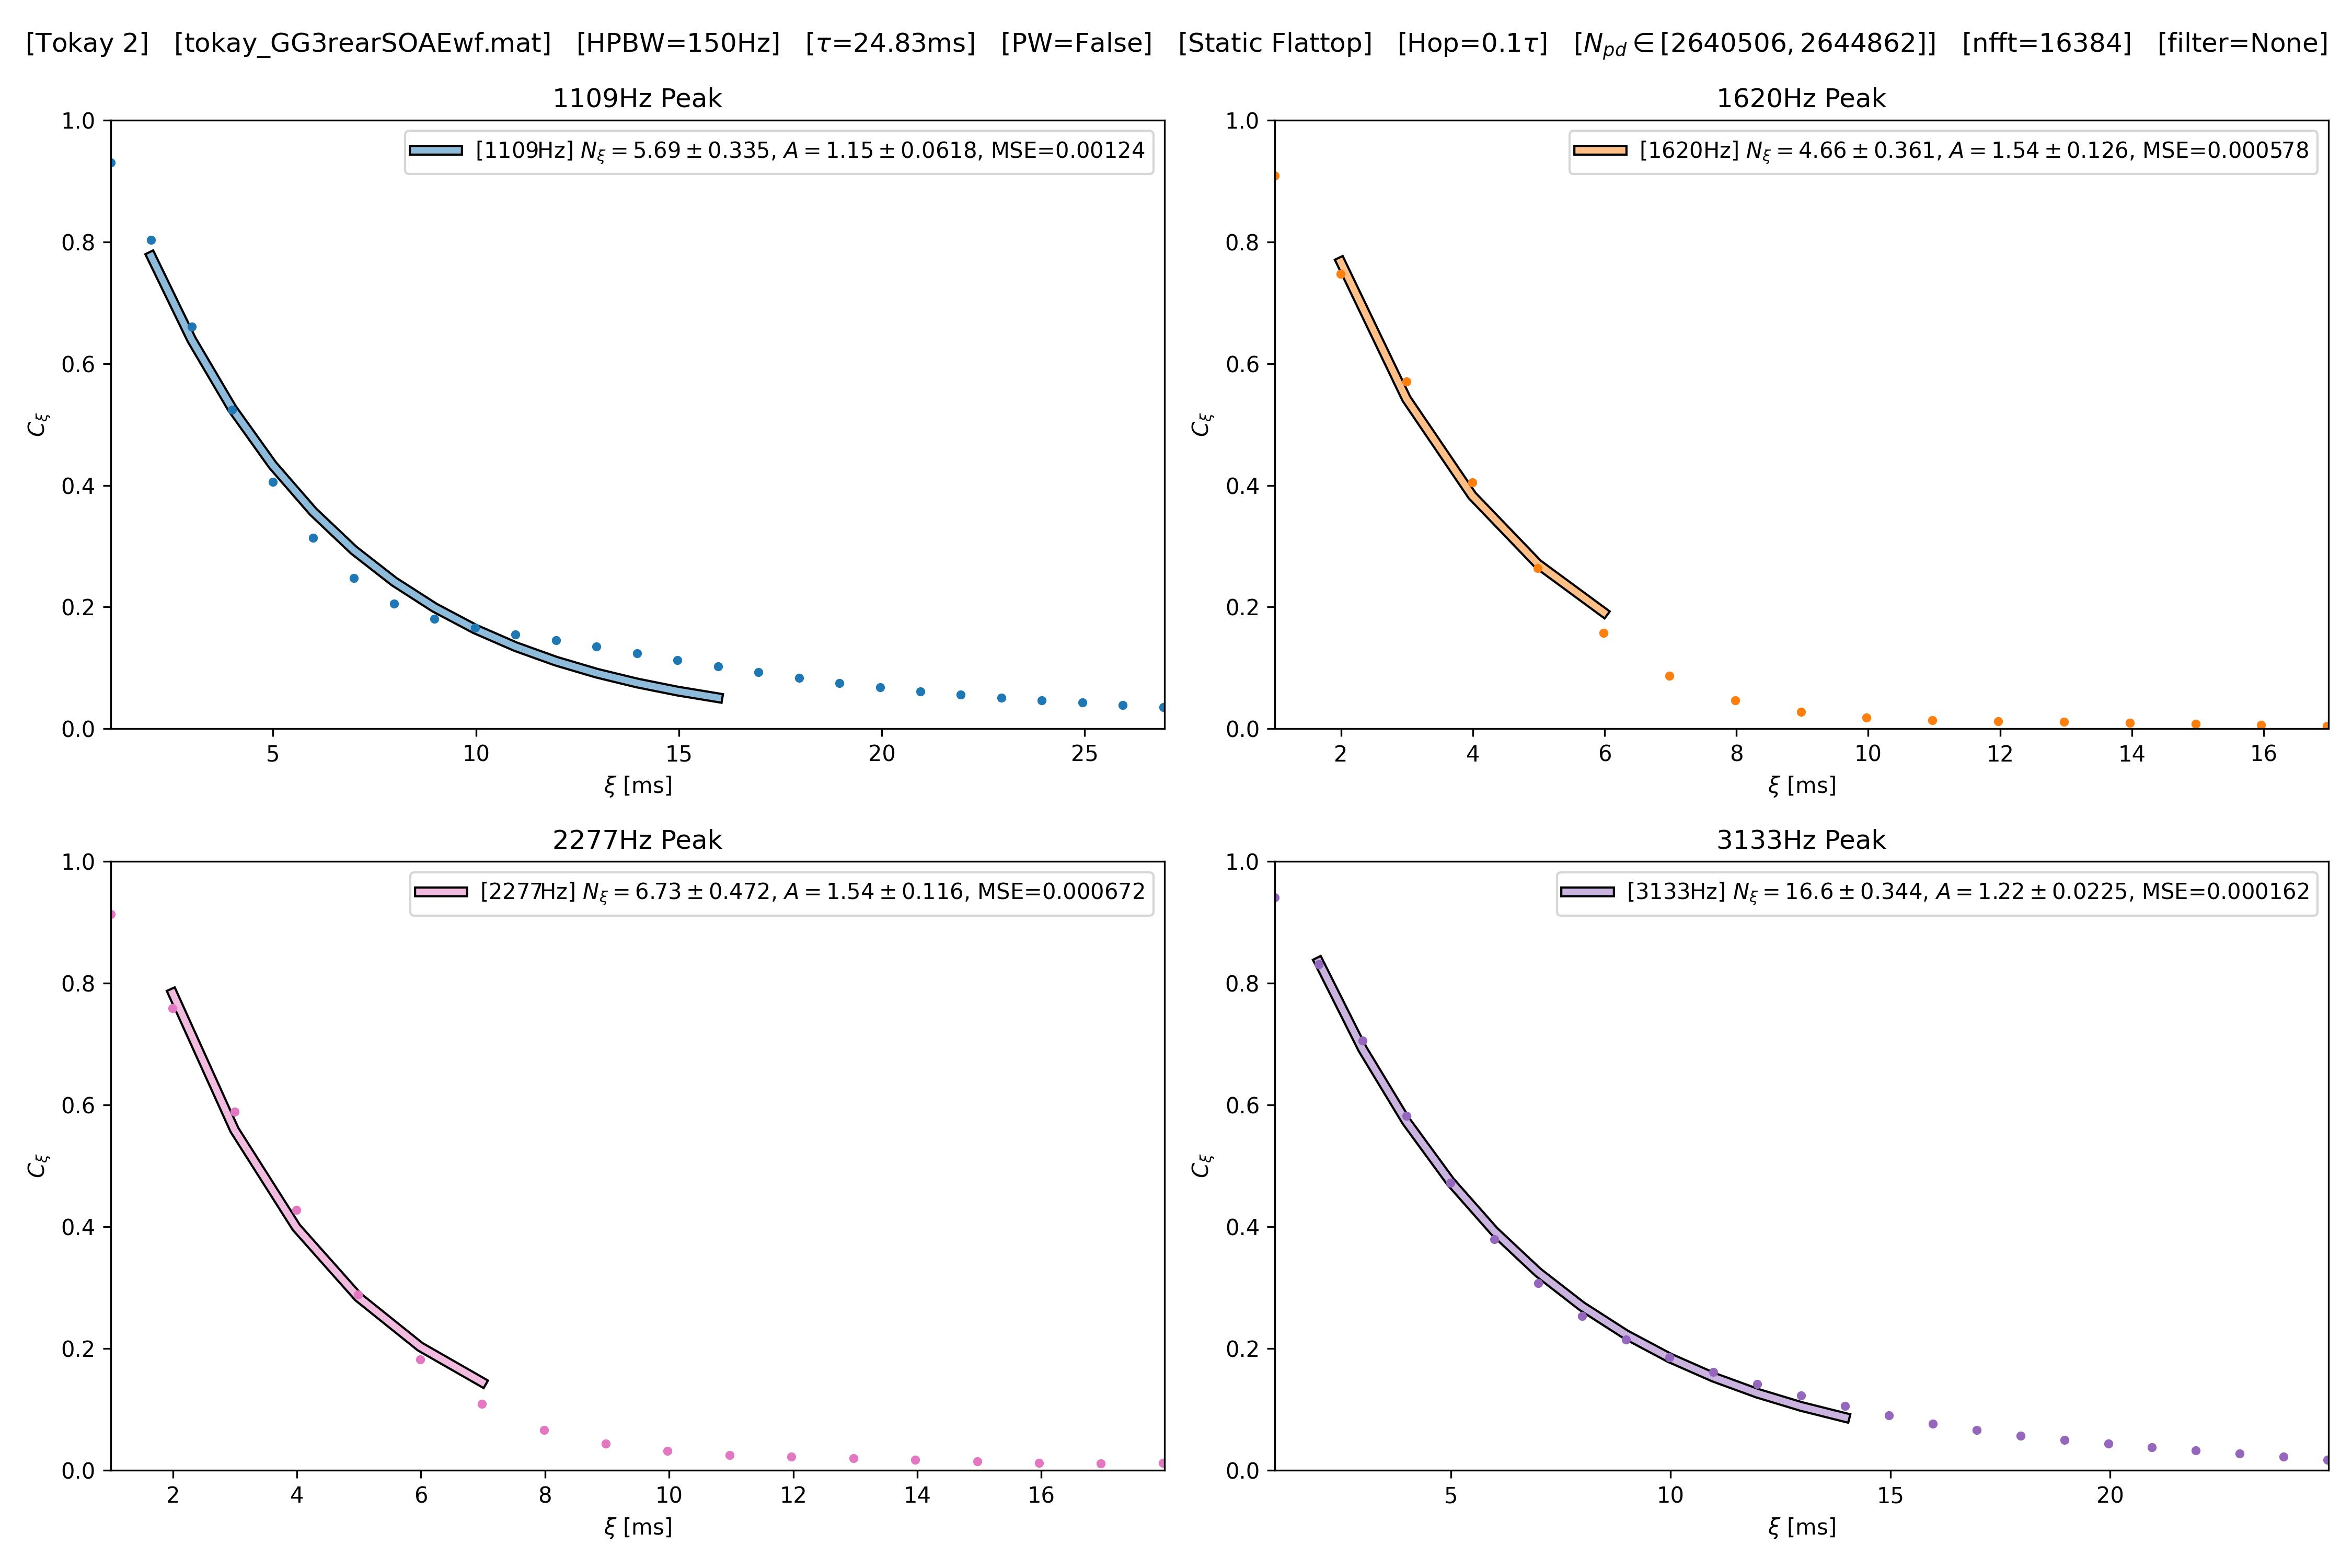 [Tokay 2] [tokay_GG3rearSOAEwf.mat] [HPBW=150Hz] [τ=24.83ms] [PW=False] [Static Flattop] [Hop=0.1τ] [N_pd ∈ [2640506, 2644862]] [nfft=16384] [filter=None]
1109Hz Peak
[1109Hz] N_ξ = 5.69 ± 0.335, A = 1.15 ± 0.0618, MSE=0.00124
1.0
0.8
0.6
0.4
0.2
0.0
C_ξ
5 10 15 20 25
ξ [ms]
1620Hz Peak
[1620Hz] N_ξ = 4.66 ± 0.361, A = 1.54 ± 0.126, MSE=0.000578
1.0
0.8
0.6
0.4
0.2
0.0
C_ξ
2 4 6 8 10 12 14 16
ξ [ms]
2277Hz Peak
[2277Hz] N_ξ = 6.73 ± 0.472, A = 1.54 ± 0.116, MSE=0.000672
1.0
0.8
0.6
0.4
0.2
0.0
C_ξ
2 4 6 8 10 12 14 16
ξ [ms]
3133Hz Peak
[3133Hz] N_ξ = 16.6 ± 0.344, A = 1.22 ± 0.0225, MSE=0.000162
1.0
0.8
0.6
0.4
0.2
0.0
C_ξ
5 10 15 20
ξ [ms]